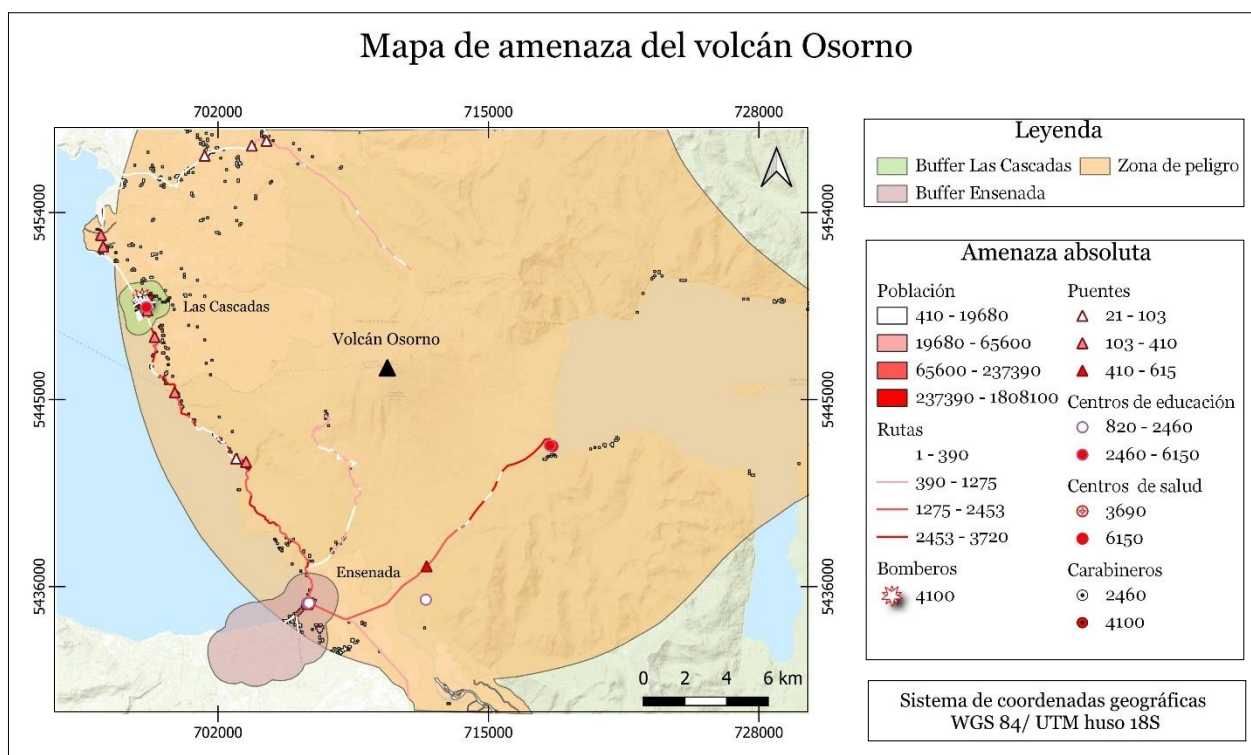 Mapa de amenaza del volcán Osorno
702000
715000
728000
5454000
5454000
Las Cascadas
Volcán Osorno
5445000
5445000
Ensenada
5436000
5436000
0 2 4 6 km
702000
715000
728000
Leyenda
Buffer Las Cascadas
Zona de peligro
Buffer Ensenada
Amenaza absoluta
Población
410 - 19680
19680 - 65600
65600 - 237390
237390 - 1808100
Rutas
1 - 390
390 - 1275
1275 - 2453
2453 - 3720
Bomberos
4100
Puentes
21 - 103
103 - 410
410 - 615
Centros de educación
820 - 2460
2460 - 6150
Centros de salud
3690
6150
Carabineros
2460
4100
Sistema de coordenadas geográficas
WGS 84/ UTM huso 18S